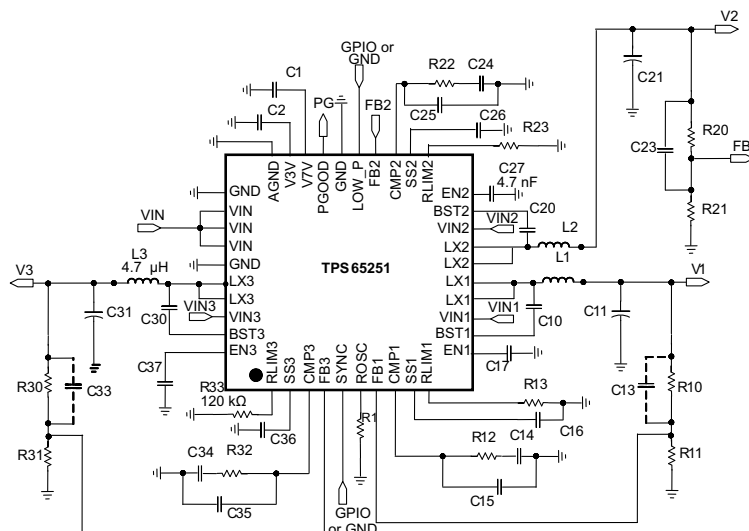 GPIO or
GND
V2
C1
R22
C24
C21
C2
PG
FB2
C25
C26
R23
C23
R20
FB
R21
AGND
V3V
V7V
PGOOD
GND
LOW_P
FB2
CMP2
SS2
RLIM2
C27
4.7 nF
GND
VIN
VIN
VIN
VIN
GND
EN2
BST2
VIN2
LX2
LX2
VIN2
C20
L2
L1
TPS65251
V3
L3
4.7 µH
LX3
LX3
VIN3
BST3
EN3
LX1
LX1
VIN1
BST1
EN1
V1
VIN3
VIN1
C31
C30
C10
C11
C37
C17
R30
C33
R33
120 kΩ
RLIM3
SS3
CMP3
FB3
SYNC
ROSC
FB1
CMP1
SS1
RLIM1
R13
C13
R10
R1
C36
C16
R31
C34
R32
R12
C14
R11
C35
C15
GPIO
or GND